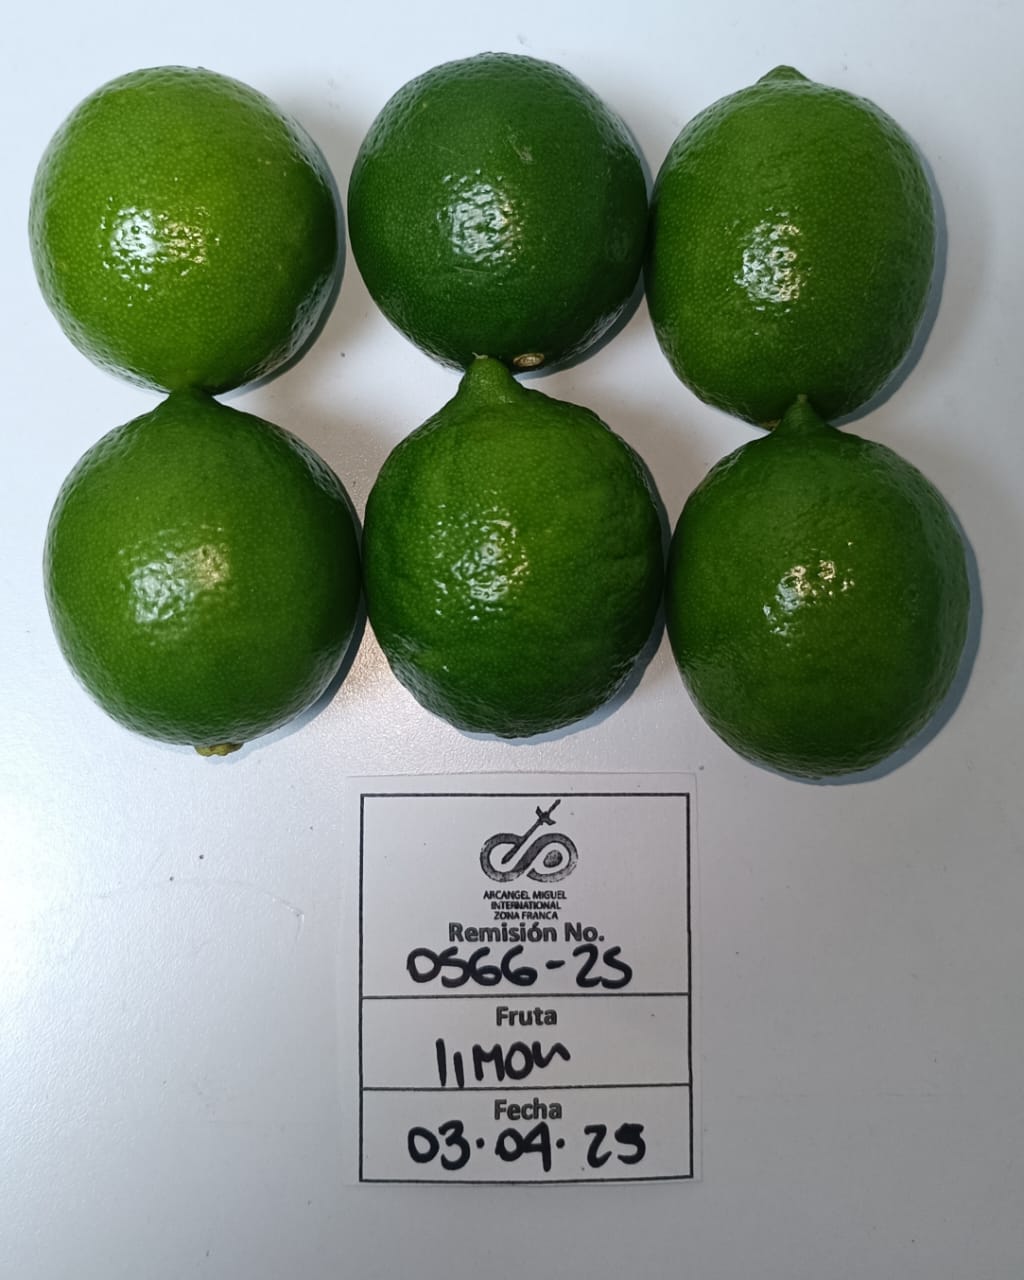 ARCANGEL MIGUEL
INTERNATIONAL
ZONA FRANCA
Remisión No.
0566-25
Fruta
limon
Fecha
03.04.25